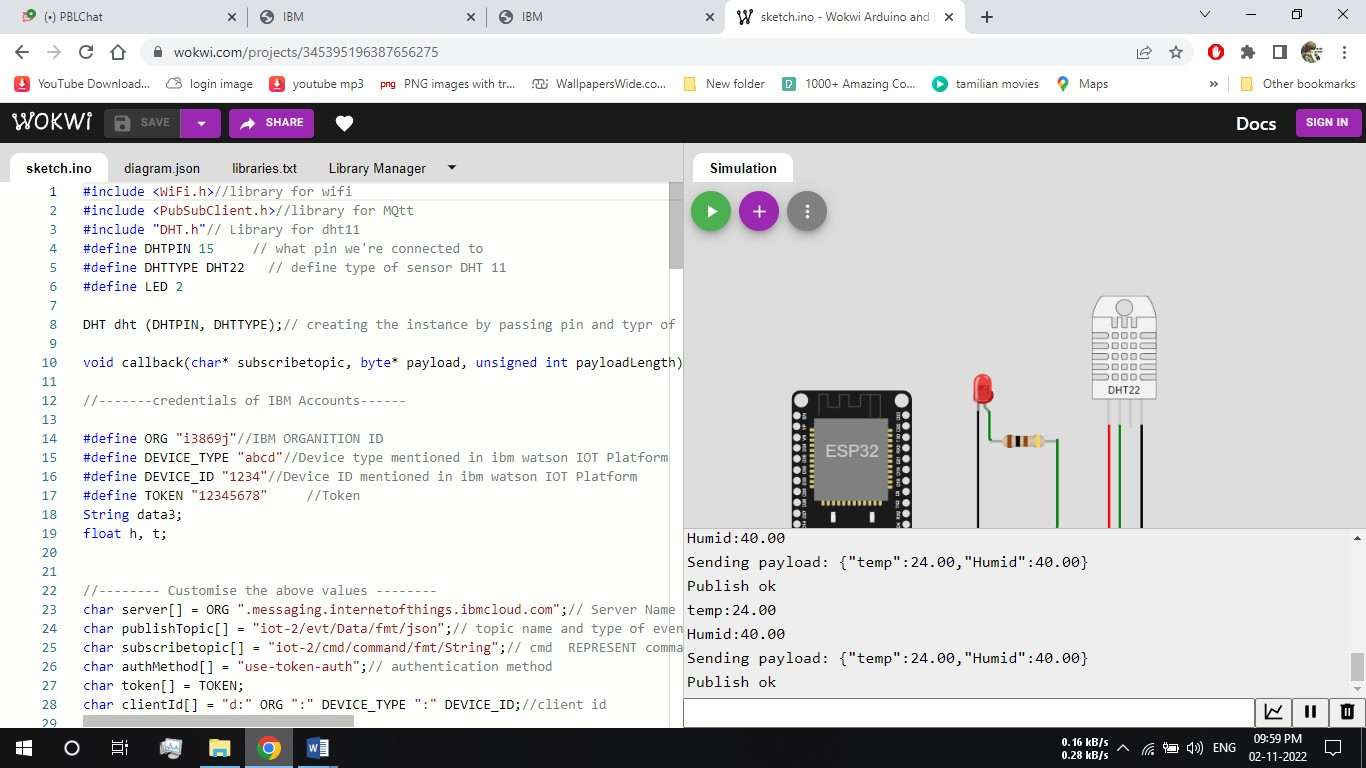 (•) PBLChat
IBM
IBM
sketch.ino - Wokwi Arduino and
wokwi.com/projects/345395196387656275
YouTube Download...
login image
youtube mp3
png PNG images with tr...
WallpapersWide.co...
New folder
1000+ Amazing Co...
tamilian movies
Maps
»
Other bookmarks
WOKWI
SAVE
SHARE
Docs
SIGN IN
sketch.ino
diagram.json
libraries.txt
Library Manager
1 #include <WiFi.h>//library for wifi
2 #include <PubSubClient.h>//library for MQtt
3 #include "DHT.h"// Library for dht11
4 #define DHTPIN 15     // what pin we're connected to
5 #define DHTTYPE DHT22   // define type of sensor DHT 11
6 #define LED 2
7
8 DHT dht (DHTPIN, DHTTYPE);// creating the instance by passing pin and typr of
9
10 void callback(char* subscribetopic, byte* payload, unsigned int payloadLength)
11
12 //-------credentials of IBM Accounts------
13
14 #define ORG "i3869j"//IBM ORGANITION ID
15 #define DEVICE_TYPE "abcd"//Device type mentioned in ibm watson IOT Platform
16 #define DEVICE_ID "1234"//Device ID mentioned in ibm watson IOT Platform
17 #define TOKEN "12345678"     //Token
18 String data3;
19 float h, t;
20
21
22 //-------- Customise the above values --------
23 char server[] = ORG ".messaging.internetofthings.ibmcloud.com";// Server Name
24 char publishTopic[] = "iot-2/evt/Data/fmt/json";// topic name and type of even
25 char subscribetopic[] = "iot-2/cmd/command/fmt/String";// cmd  REPRESENT comma
26 char authMethod[] = "use-token-auth";// authentication method
27 char token[] = TOKEN;
28 char clientId[] = "d:" ORG ":" DEVICE_TYPE ":" DEVICE_ID;//client id
29
Simulation
DHT22
ESP32
Humid:40.00
Sending payload: {"temp":24.00,"Humid":40.00}
Publish ok
temp:24.00
Humid:40.00
Sending payload: {"temp":24.00,"Humid":40.00}
Publish ok
0.16 kB/s
0.28 kB/s
ENG
09:59 PM
02-11-2022